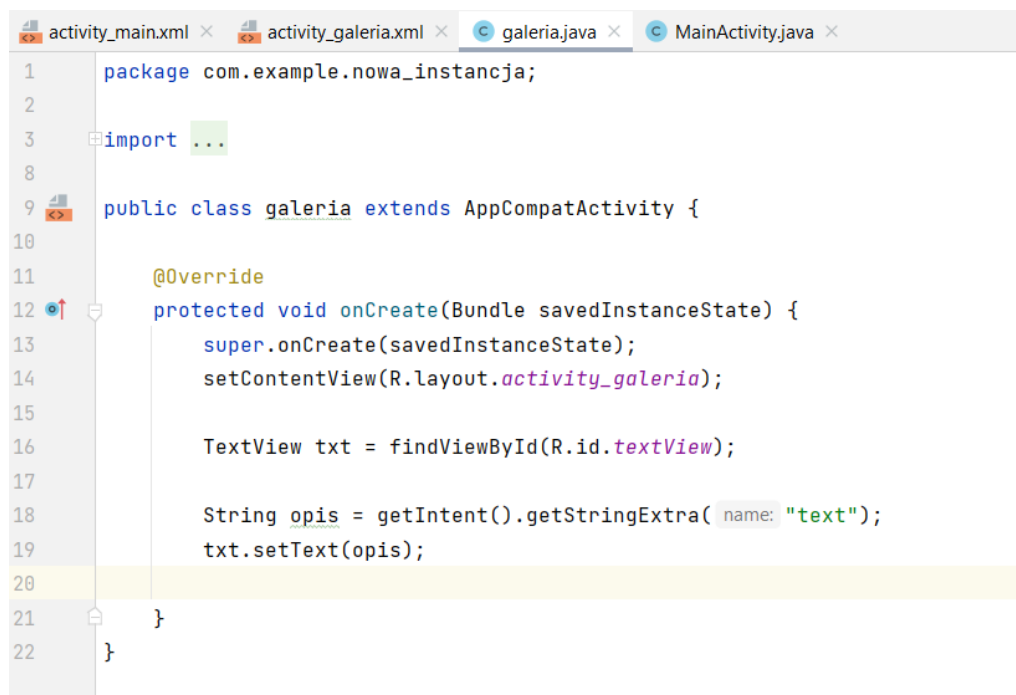 activity_main.xml × activity_galeria.xml × galeria.java × MainActivity.java ×
1 package com.example.nowa_instancja;
2
3 import ...
8
9 public class galeria extends AppCompatActivity {
10
11 @Override
12 protected void onCreate(Bundle savedInstanceState) {
13 super.onCreate(savedInstanceState);
14 setContentView(R.layout.activity_galeria);
15
16 TextView txt = findViewById(R.id.textView);
17
18 String opis = getIntent().getStringExtra( name: "text");
19 txt.setText(opis);
20
21 }
22 }